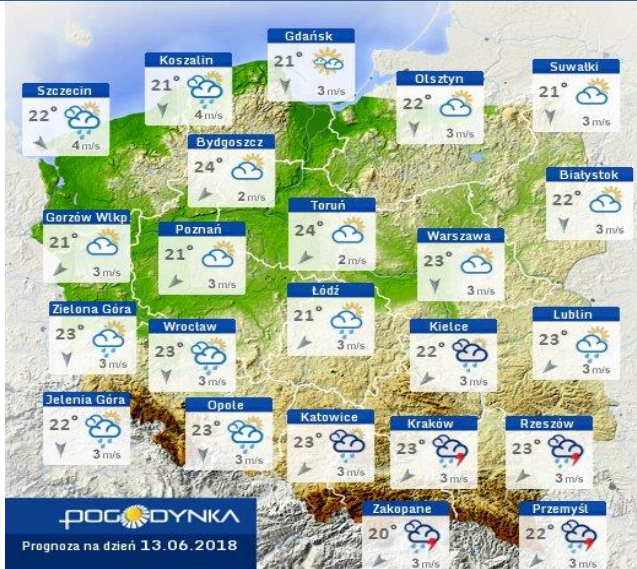 Gdańsk
21°
3 m/s
Koszalin
21°
4 m/s
Suwałki
21°
3 m/s
Olsztyn
22°
3 m/s
Szczecin
22°
4 m/s
Bydgoszcz
24°
2 m/s
Białystok
22°
3 m/s
Toruń
24°
2 m/s
Gorzów Wlkp
21°
3 m/s
Poznań
21°
3 m/s
Warszawa
23°
3 m/s
Łódź
21°
3 m/s
Zielona Góra
23°
3 m/s
Wrocław
23°
3 m/s
Kielce
22°
3 m/s
Lublin
23°
3 m/s
Jelenia Góra
22°
3 m/s
Opole
23°
3 m/s
Katowice
23°
3 m/s
Kraków
23°
3 m/s
Rzeszów
23°
3 m/s
Zakopane
20°
3 m/s
Przemyśl
22°
3 m/s
POGODYNKA
Prognoza na dzień 13.06.2018